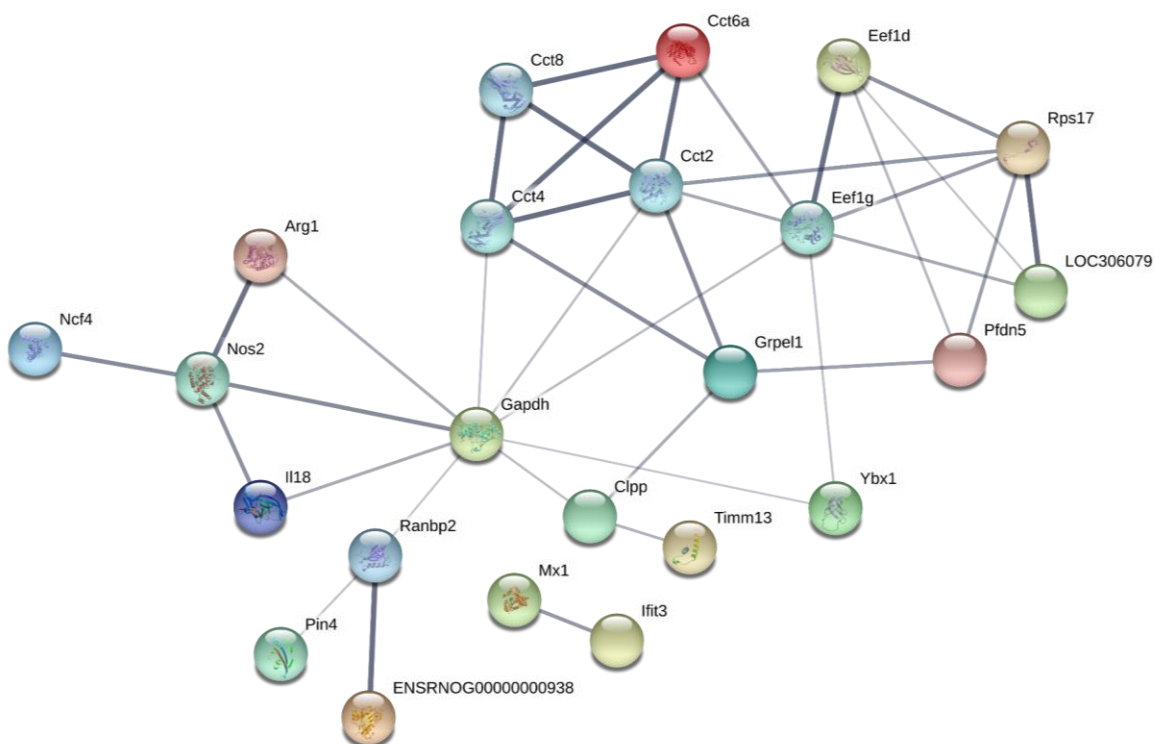 Cct6a
Eef1d
Cct8
Rps17
Cct2
Cct4
Eef1g
Arg1
LOC306079
Ncf4
Pfdn5
Nos2
Grpel1
Gapdh
Il18
Clpp
Ybx1
Timm13
Ranbp2
Mx1
Ifit3
Pin4
ENSRNOG00000000938